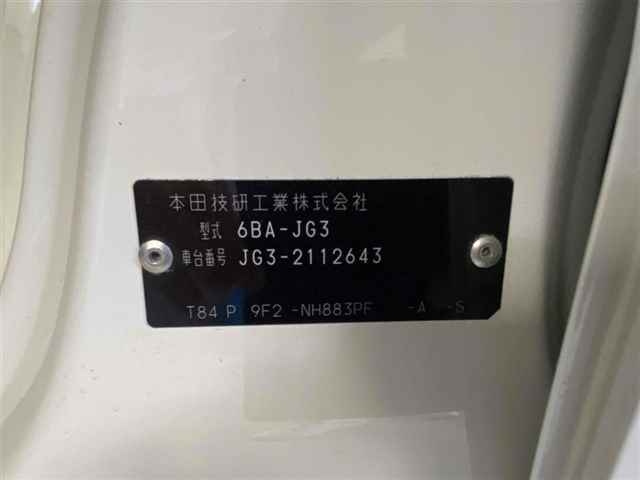 本田技研工業株式会社
型式 6BA-JG3
車台番号 JG3-2112643
T84 P 9F2 -NH883PF -A -S